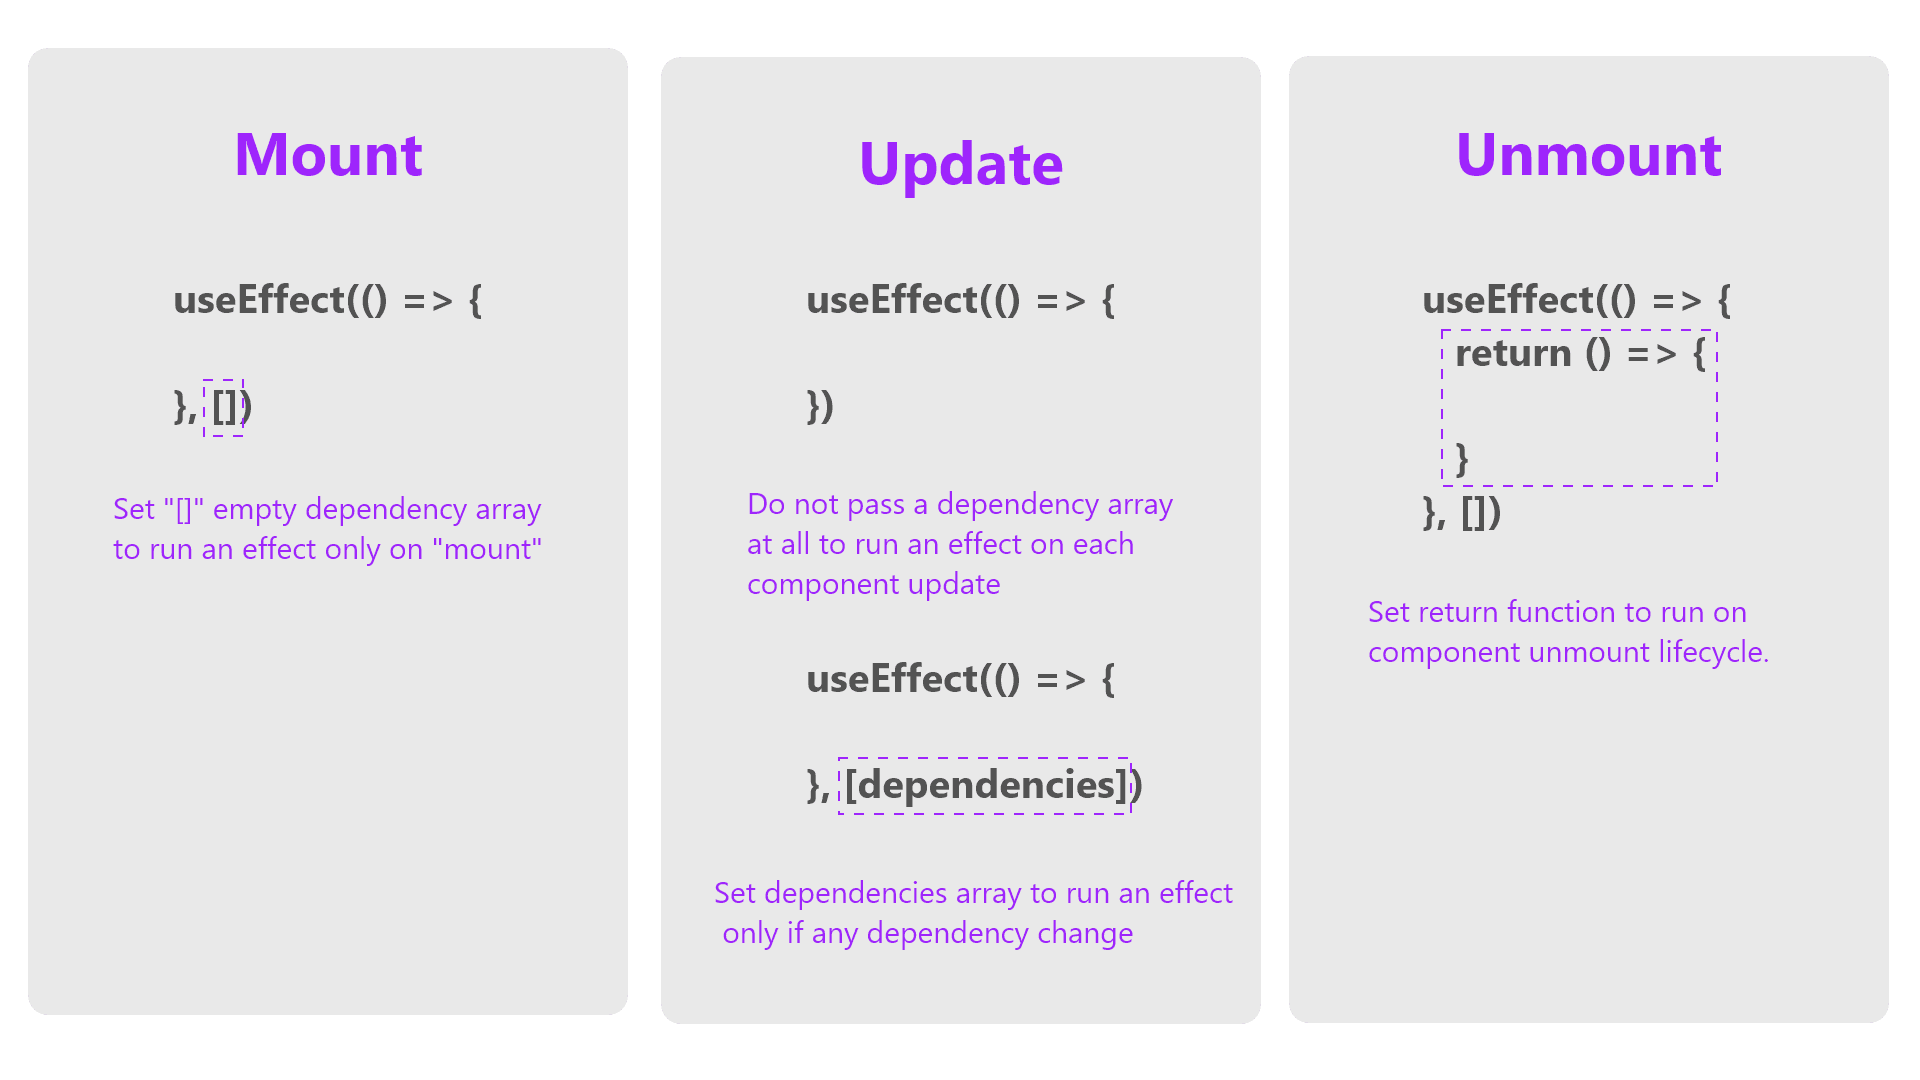 Mount
useEffect(() => {
}, [])
Set "[]" empty dependency array
to run an effect only on "mount"
Update
useEffect(() => {
})
Do not pass a dependency array
at all to run an effect on each
component update
useEffect(() => {
}, [dependencies])
Set dependencies array to run an effect
only if any dependency change
Unmount
useEffect(() => {
return () => {
}
}, [])
Set return function to run on
component unmount lifecycle.